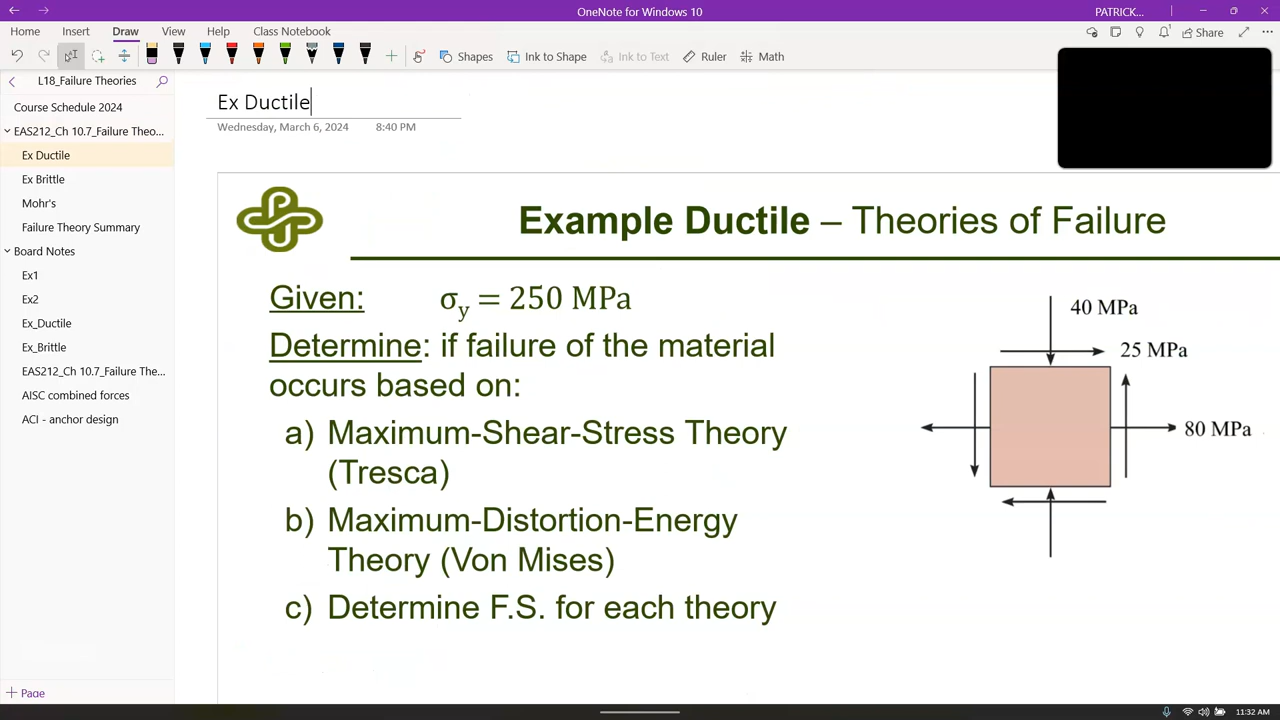 OneNote for Windows 10
PATRICK...
Home Insert Draw View Help Class Notebook
Share
Shapes Ink to Shape Ink to Text Ruler Math
L18_Failure Theories
Course Schedule 2024
EAS212_Ch 10.7_Failure Theo...
Ex Ductile
Ex Brittle
Mohr's
Failure Theory Summary
Board Notes
Ex1
Ex2
Ex_Ductile
Ex_Brittle
EAS212_Ch 10.7_Failure The...
AISC combined forces
ACI - anchor design
+ Page
Ex Ductile
Wednesday, March 6, 2024 8:40 PM
Example Ductile – Theories of Failure
Given: σy = 250 MPa
Determine: if failure of the material
occurs based on:
a) Maximum-Shear-Stress Theory
(Tresca)
b) Maximum-Distortion-Energy
Theory (Von Mises)
c) Determine F.S. for each theory
40 MPa
25 MPa
80 MPa
11:32 AM